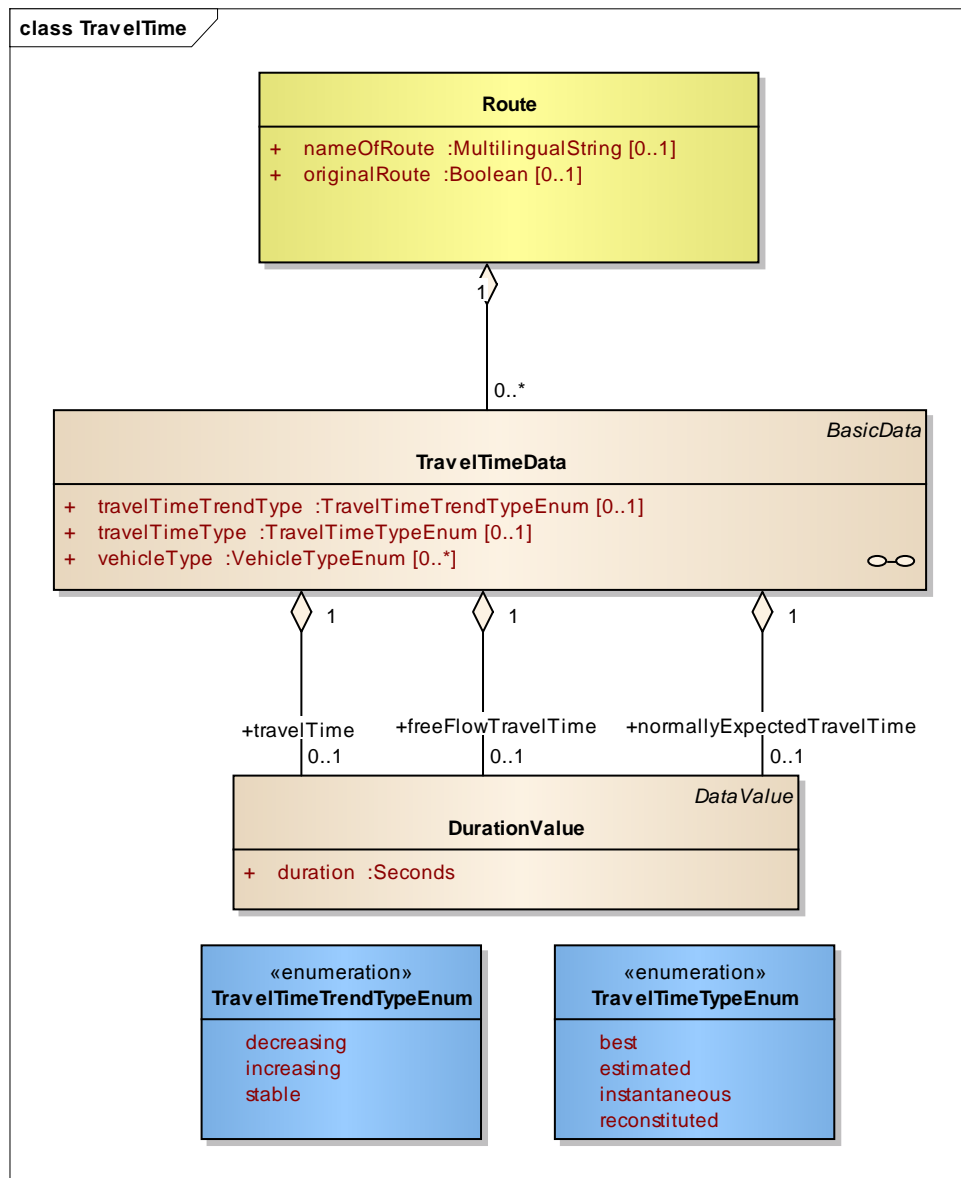 class TravelTime
Route
+ nameOfRoute :MultilingualString [0..1]
+ originalRoute :Boolean [0..1]
1
0..*
BasicData
TravelTimeData
+ travelTimeTrendType :TravelTimeTrendTypeEnum [0..1]
+ travelTimeType :TravelTimeTypeEnum [0..1]
+ vehicleType :VehicleTypeEnum [0..*]
1 1 1
+travelTime +freeFlowTravelTime +normallyExpectedTravelTime
0..1 0..1 0..1
DataValue
DurationValue
+ duration :Seconds
«enumeration»
TravelTimeTrendTypeEnum
decreasing
increasing
stable
«enumeration»
TravelTimeTypeEnum
best
estimated
instantaneous
reconstituted